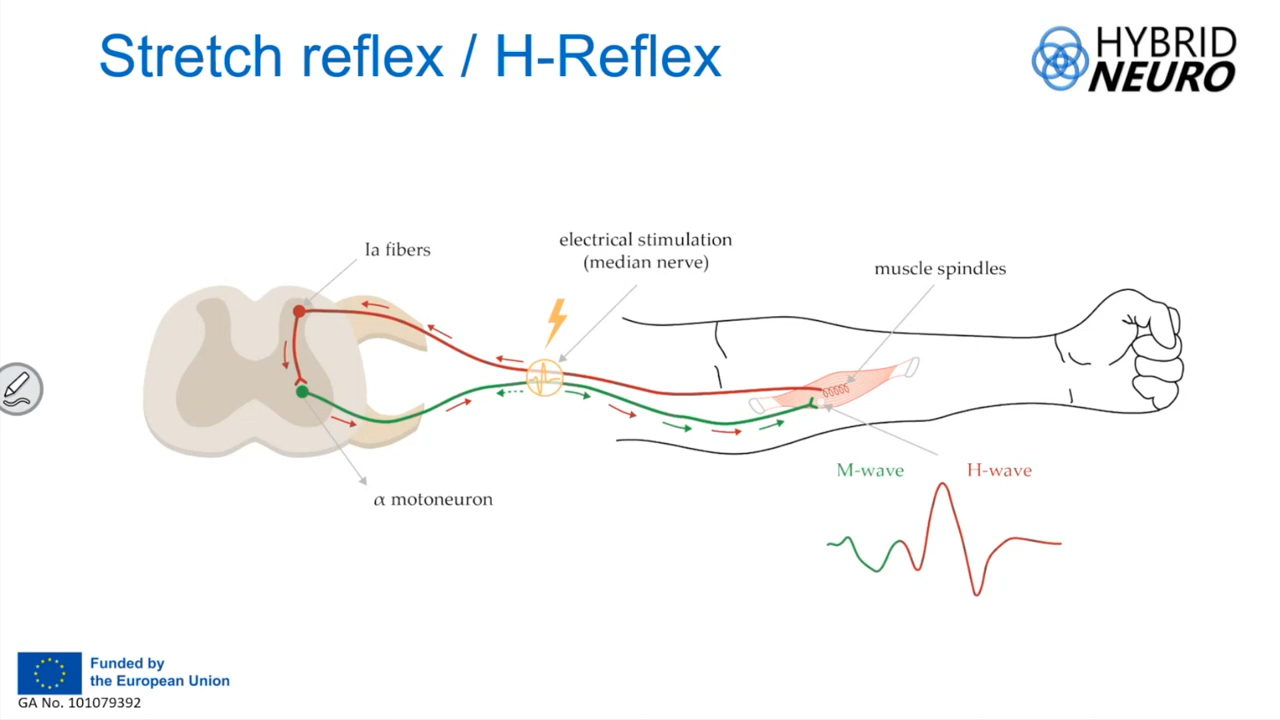 Stretch reflex / H-Reflex
HYBRID
NEURO
Ia fibers
electrical stimulation
(median nerve)
muscle spindles
α motoneuron
M-wave
H-wave
Funded by
the European Union
GA No. 101079392